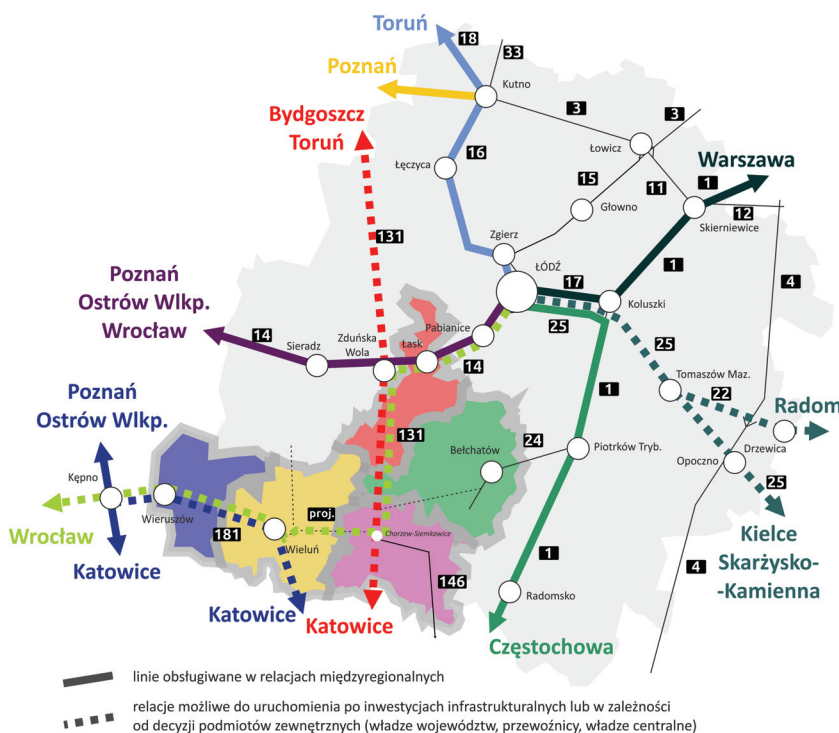 Toruń
18
33
Poznań
Kutno
Bydgoszcz
Toruń
3
3
Łowicz
Warszawa
16
Łęczyca
15
11
1
12
Głowno
Skierniewice
131
Zgierz
ŁÓDŹ
17
1
4
Poznań
Ostrów Wlkp.
Wrocław
Koluszki
14
Zduńska
Wola
Pabianice
25
Łask
Sieradz
14
25
Tomaszów Maz.
Poznań
Ostrów Wlkp.
1
22
Radom
131
Bełchatów
24
Piotrków Tryb.
Drzewica
Opoczno
Kępno
25
Wrocław
Wieruszów
proj.
181
Wieluń
Chorzew-Siemkowice
Kielce
Skarżysko-
-Kamienna
Katowice
1
4
146
Radomsko
Katowice
Katowice
Częstochowa
linie obsługiwane w relacjach międzyregionalnych
relacje możliwe do uruchomienia po inwestycjach infrastrukturalnych lub w zależności
od decyzji podmiotów zewnętrznych (władze województw, przewoźnicy, władze centralne)